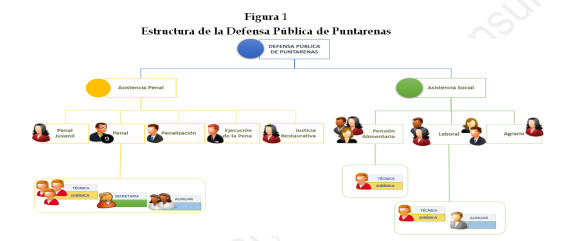 Figura 1
Estructura de la Defensa Pública de Puntarenas
DEFENSA PÚBLICA
DE PUNTARENAS
Asistencia Penal
Asistencia Social
Penal
Juvenil
Penal
Penalización
Ejecución
de la Pena
Justicia
Restaurativa
Pensión
Alimentaria
Laboral
Agrario
TÉCNICA
JURÍDICA
SECRETARIA
AUXILIAR
TÉCNICA
JURÍDICA
TÉCNICA
JURÍDICA
AUXILIAR